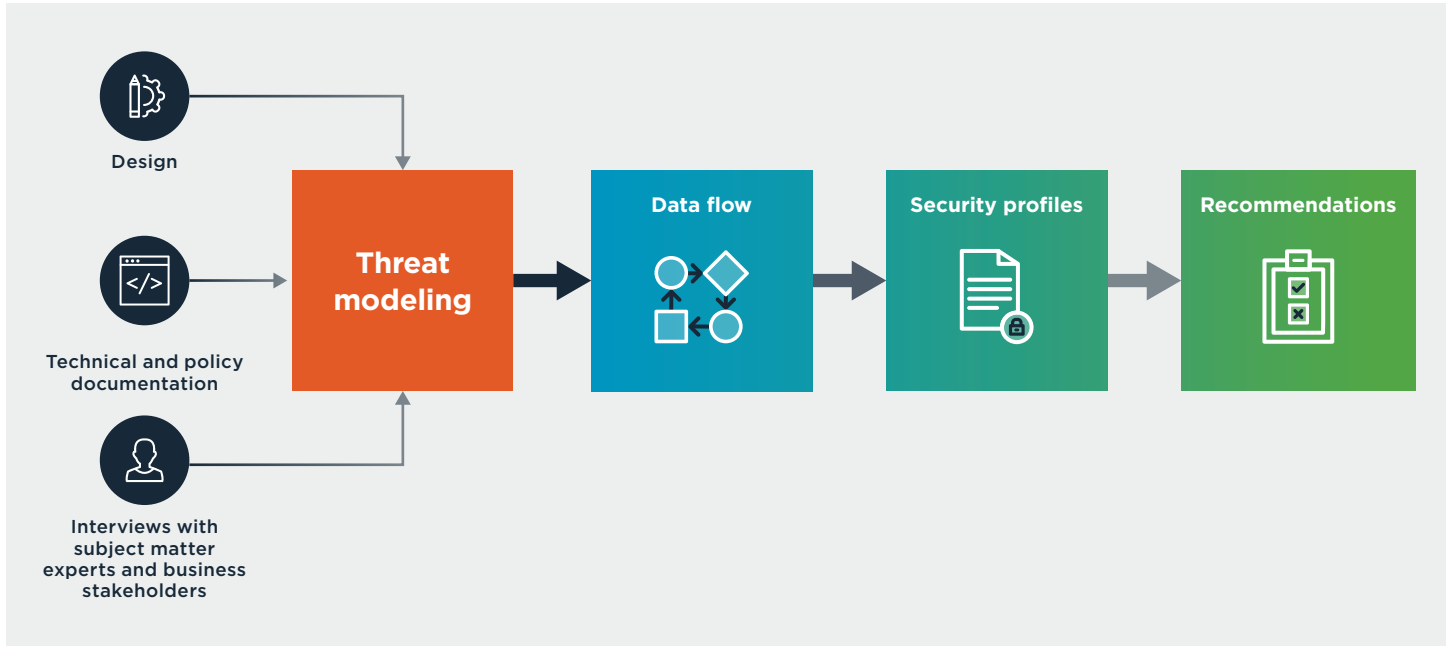 Design
Technical and policy
documentation
Interviews with
subject matter
experts and business
stakeholders
Threat
modeling
Data flow
Security profiles
Recommendations
</>